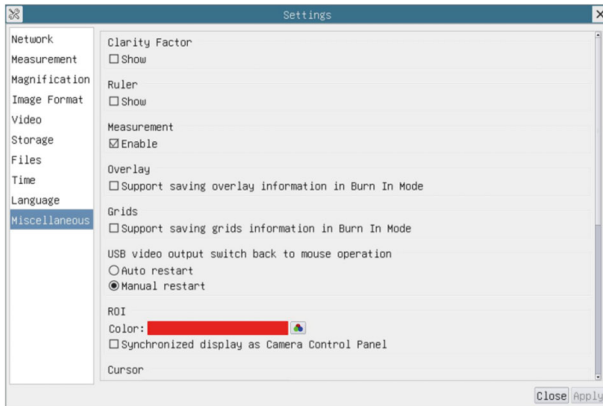 Settings
Network
Measurement
Magnification
Image Format
Video
Storage
Files
Time
Language
Miscellaneous
Clarity Factor
Show
Ruler
Show
Measurement
Enable
Overlay
Support saving overlay information in Burn In Mode
Grids
Support saving grids information in Burn In Mode
USB video output switch back to mouse operation
Auto restart
Manual restart
ROI
Color:
Synchronized display as Camera Control Panel
Cursor
Close Apply